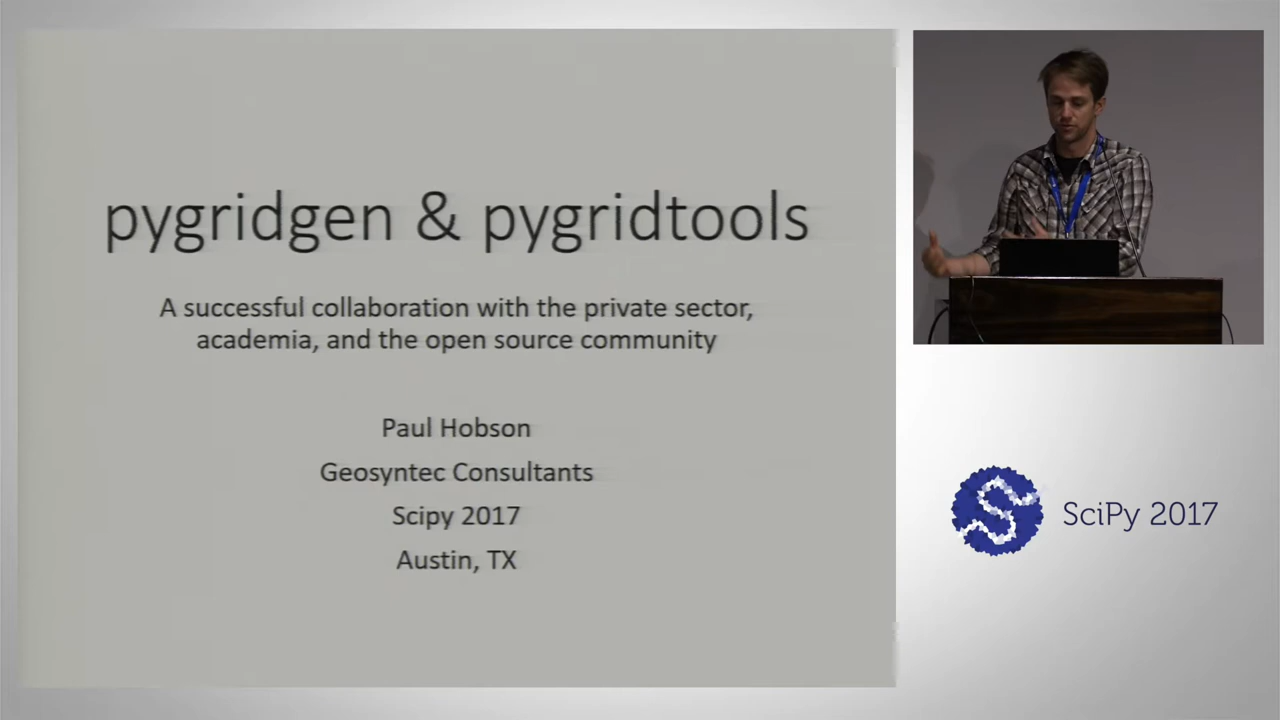 pygridgen & pygridtools
A successful collaboration with the private sector,
academia, and the open source community
Paul Hobson
Geosyntec Consultants
Scipy 2017
Austin, TX
SciPy 2017